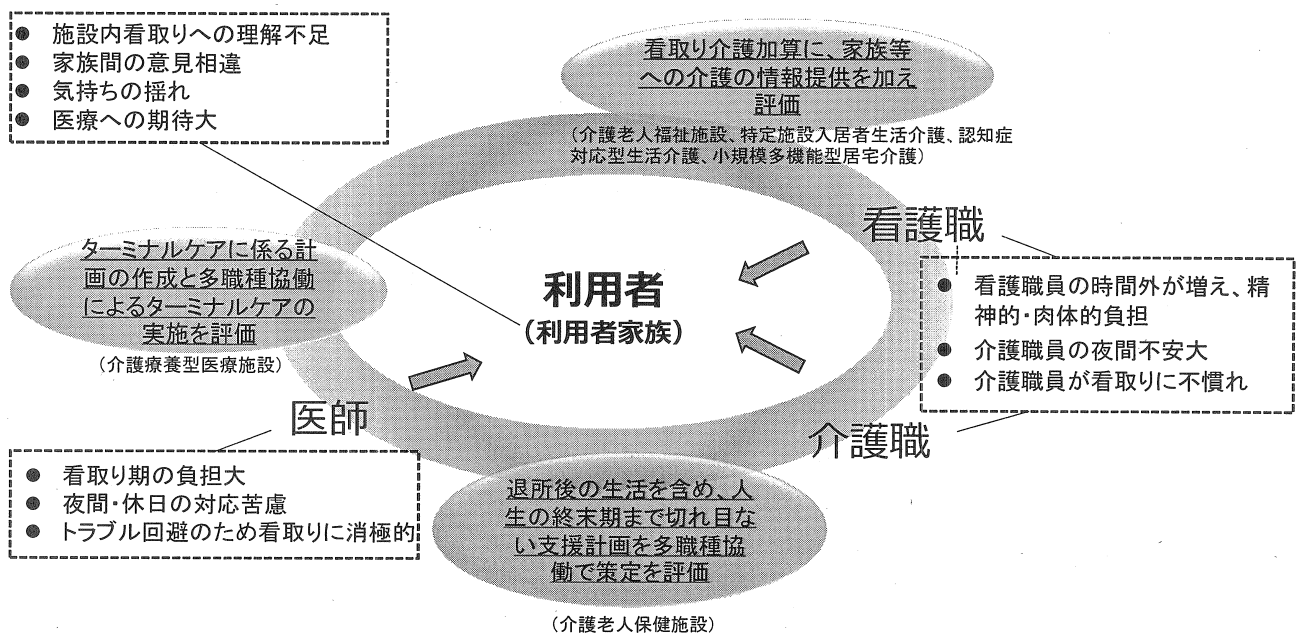 ● 施設内看取りへの理解不足
● 家族間の意見相違
● 気持ちの揺れ
● 医療への期待大
看取り介護加算に、家族等
への介護の情報提供を加え
評価
（介護老人福祉施設、特定施設入居者生活介護、認知症
対応型生活介護、小規模多機能型居宅介護）
ターミナルケアに係る計
画の作成と多職種協働
によるターミナルケアの
実施を評価
（介護療養型医療施設）
利用者
（利用者家族）
看護職
● 看護職員の時間外が増え、精
神的・肉体的負担
● 介護職員の夜間不安大
● 介護職員が看取りに不慣れ
医師
介護職
● 看取り期の負担大
● 夜間・休日の対応苦慮
● トラブル回避のため看取りに消極的
退所後の生活を含め、人
生の終末期まで切れ目な
い支援計画を多職種協
働で策定を評価
（介護老人保健施設）